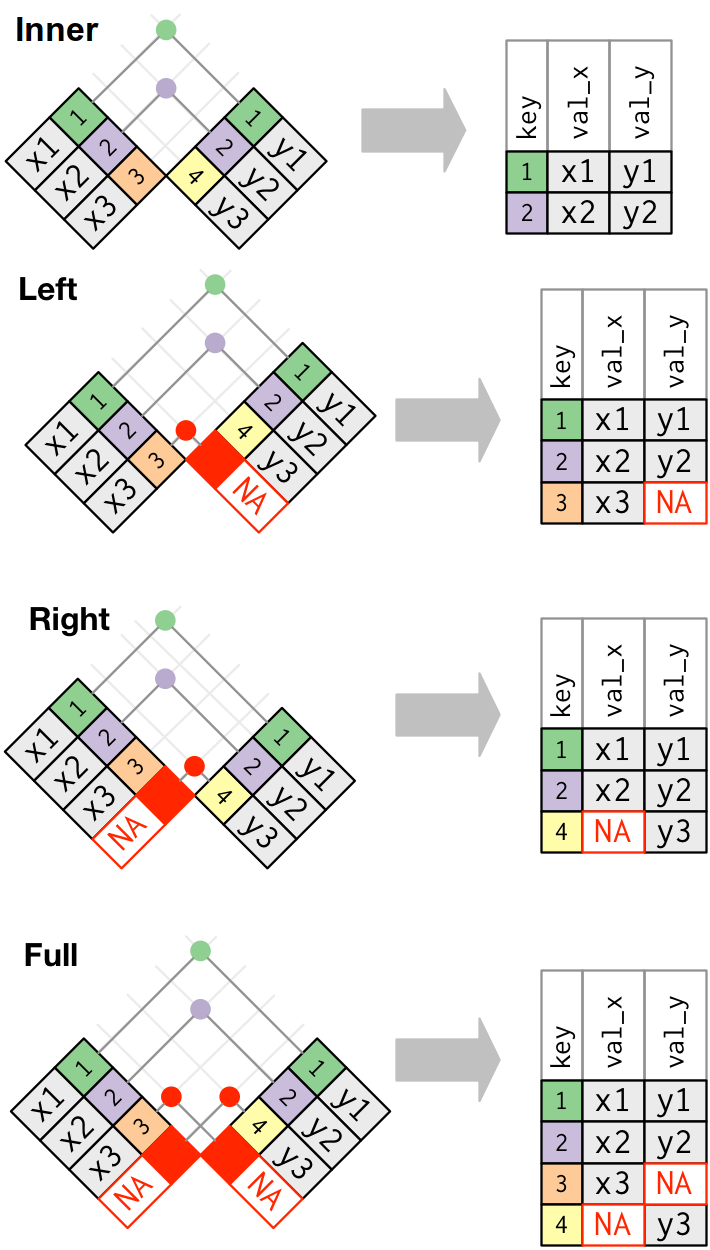 Inner
1 1
x1 2 2 y1
x2 3 4 y2
x3 y3
key val_x val_y
1 x1 y1
2 x2 y2
Left
1 1
x1 2 2 y1
x2 3 4 y2
x3 y3
NA
key val_x val_y
1 x1 y1
2 x2 y2
3 x3 NA
Right
1 1
x1 2 2 y1
x2 3 4 y2
x3 y3
NA
key val_x val_y
1 x1 y1
2 x2 y2
4 NA y3
Full
1 1
x1 2 2 y1
x2 3 4 y2
x3 y3
NA NA
key val_x val_y
1 x1 y1
2 x2 y2
3 x3 NA
4 NA y3